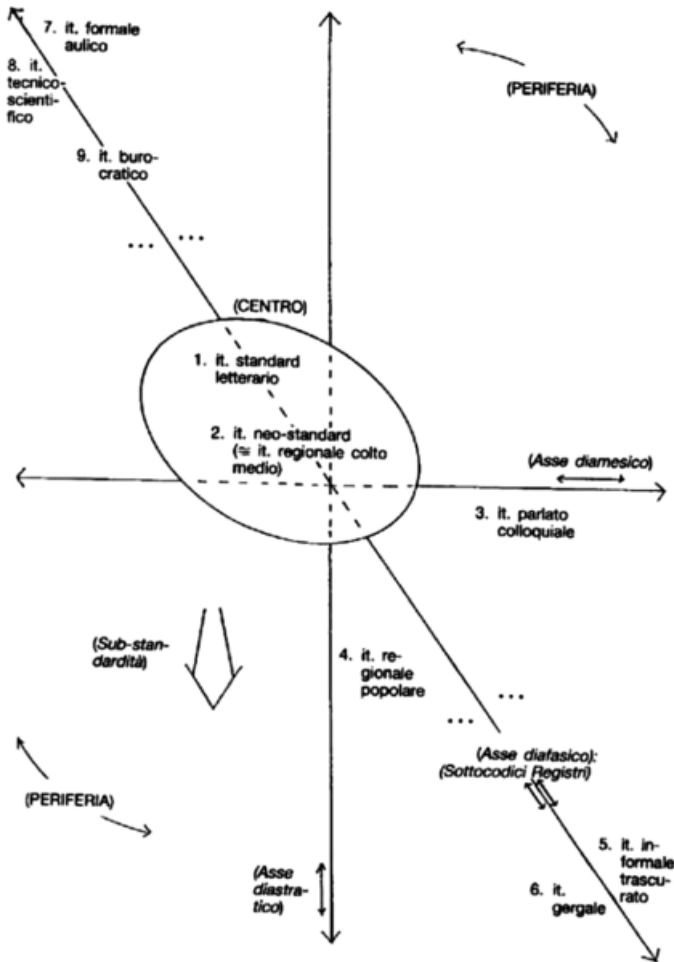 7. it. formale
aulico
8. it.
tecnico-
scienti-
fico
(PERIFERIA)
9. it. buro-
cratico
... ...
(CENTRO)
1. it. standard
letterario
2. it. neo-standard
(≅ it. regionale colto
medio)
(Asse diamesico)
3. it. parlato
colloquiale
(Sub-stan-
dardità)
4. it. re-
gionale
popolare
... ...
(Asse diafasico):
(Sottocodici Registri)
(PERIFERIA)
5. it. in-
formale
trascu-
rato
(Asse
diastra-
tico)
6. it.
gergale